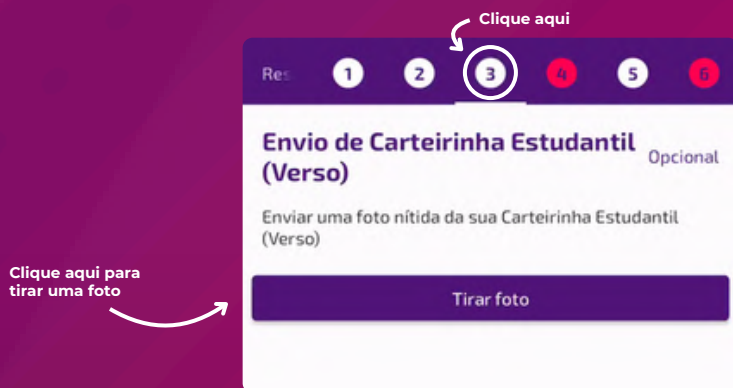 Clique aqui
Res 1 2 3 4 5 6
Envio de Carteirinha Estudantil
(Verso)
Opcional
Enviar uma foto nítida da sua Carteirinha Estudantil
(Verso)
Clique aqui para
tirar uma foto
Tirar foto